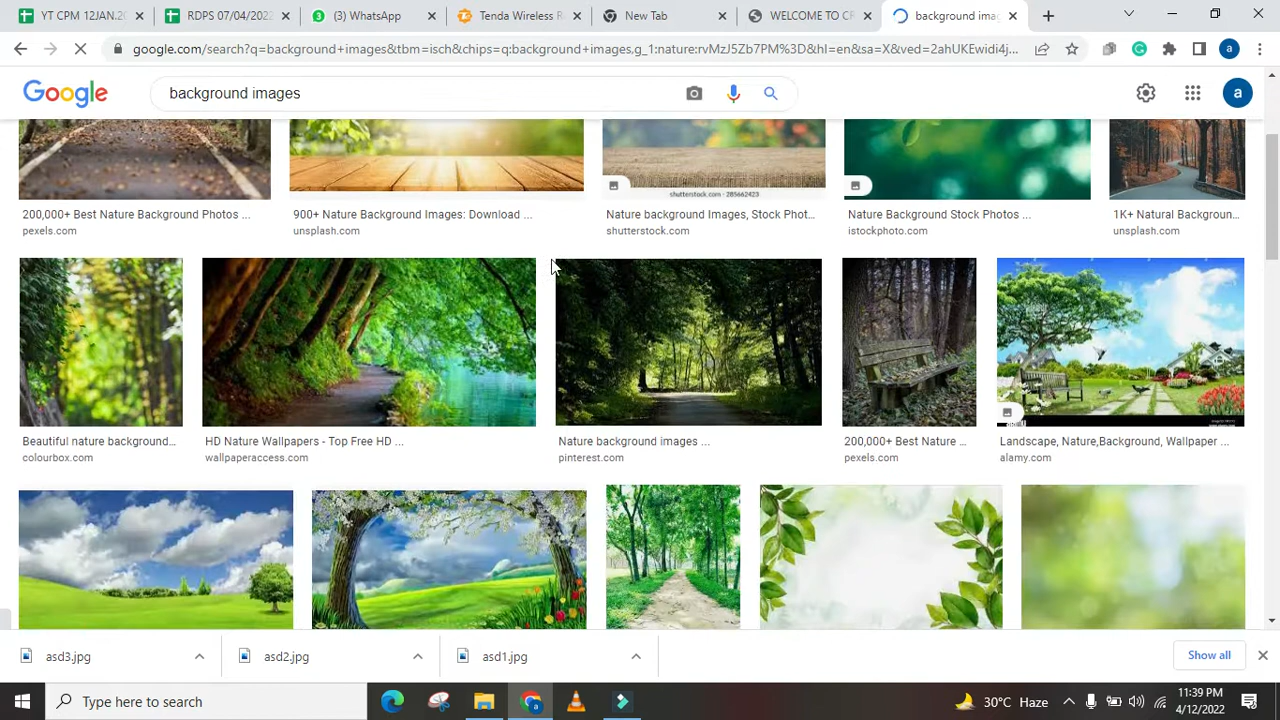 YT CPM 12JAN.20
RDPS 07/04/2022
(3) WhatsApp
Tenda Wireless R
New Tab
WELCOME TO CR
background imag
google.com/search?q=background+images&tbm=isch&chips=q:background+images,g_1:nature:rvMzJ5Zb7PM%3D&hl=en&sa=X&ved=2ahUKEwidi4j...
a
Google
background images
a
shutterstock.com · 285662423
200,000+ Best Nature Background Photos ...
900+ Nature Background Images: Download ...
Nature background Images, Stock Phot...
Nature Background Stock Photos ...
1K+ Natural Backgroun...
pexels.com
unsplash.com
shutterstock.com
istockphoto.com
unsplash.com
Beautiful nature background...
HD Nature Wallpapers - Top Free HD ...
Nature background images ...
200,000+ Best Nature ...
Landscape, Nature,Background, Wallpaper ...
colourbox.com
wallpaperaccess.com
pinterest.com
pexels.com
alamy.com
asd3.jpg
asd2.jpg
asd1.jpg
Show all
Type here to search
30°C Haze
11:39 PM
4/12/2022